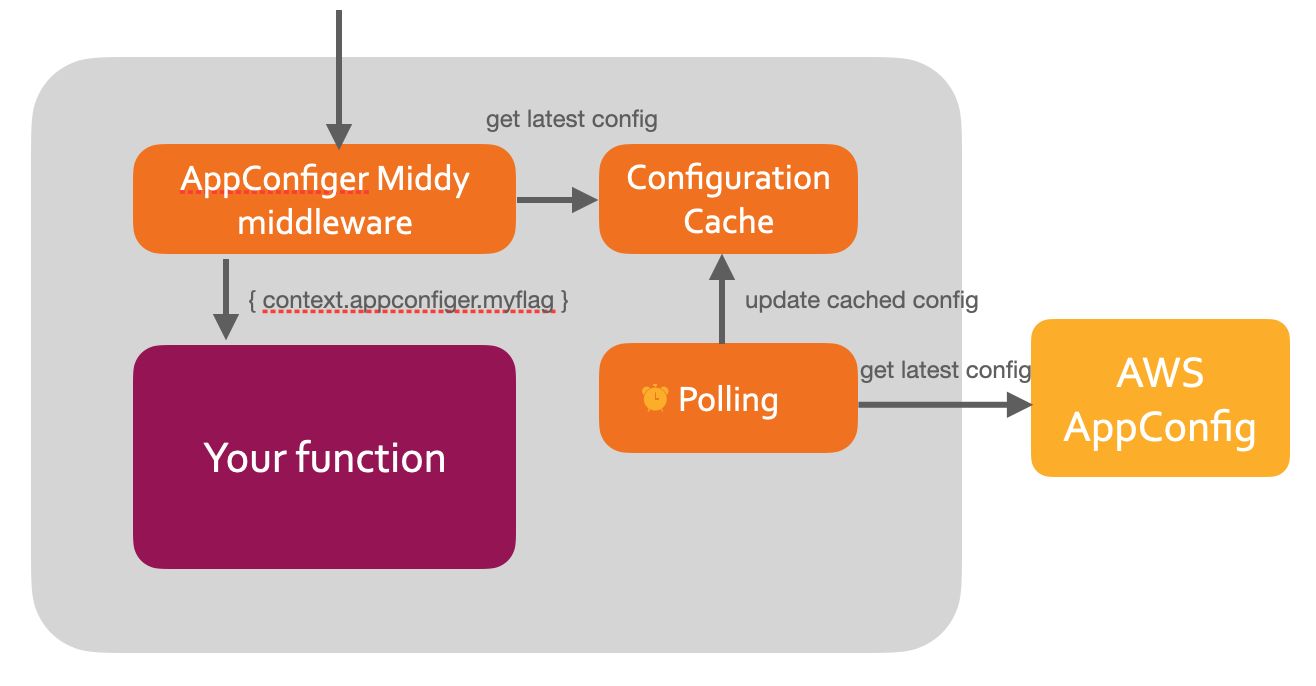 get latest config
AppConfiger Middy
middleware
Configuration
Cache
{ context.appconfiger.myflag }
update cached config
Your function
Polling
get latest config
AWS
AppConfig